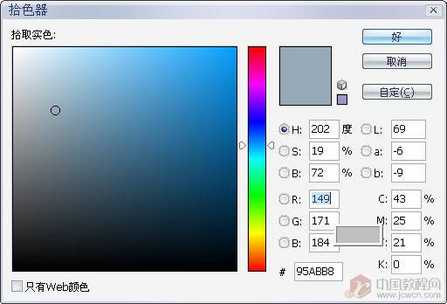 拾色器
拾取实色:
好
取消
自定(C)
H: 202 度 L: 69
S: 19 % a: -6
B: 72 % b: -9
R: 149 C: 43 %
G: 171 M: 25 %
B: 184 Y: 21 %
# 95ABB8 K: 0 %
只有Web颜色
中国教程网
www.jcwcn.com